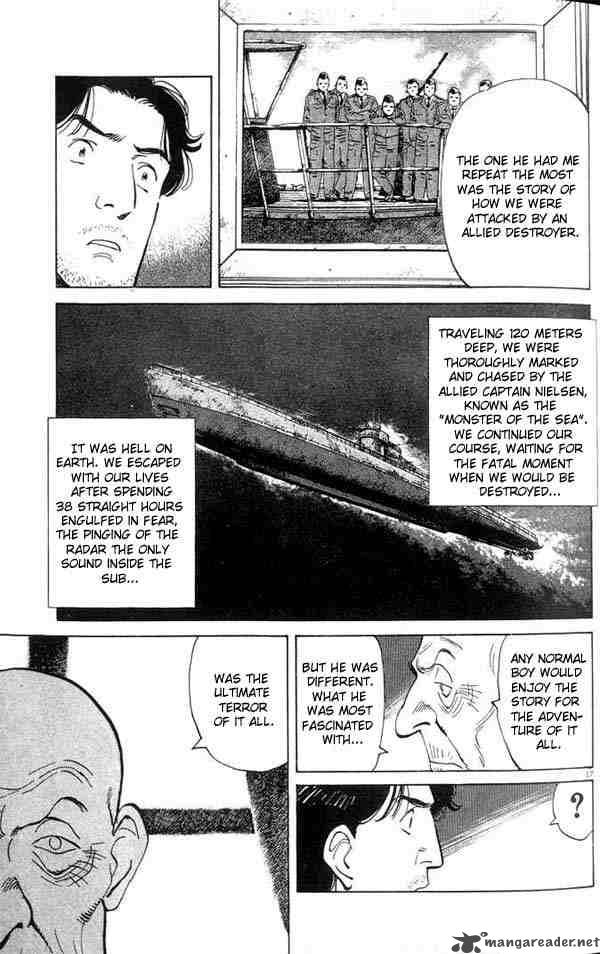 THE ONE HE HAD ME
REPEAT THE MOST
WAS THE STORY OF
HOW WE WERE
ATTACKED BY AN
ALLIED DESTROYER.
TRAVELING 120 METERS
DEEP, WE WERE
THOROUGHLY MARKED
AND CHASED BY THE
ALLIED CAPTAIN NIELSEN,
KNOWN AS THE
"MONSTER OF THE SEA".
WE CONTINUED OUR
COURSE, WAITING FOR
THE FATAL MOMENT
WHEN WE WOULD BE
DESTROYED...
IT WAS HELL ON
EARTH. WE ESCAPED
WITH OUR LIVES
AFTER SPENDING
38 STRAIGHT HOURS
ENGULFED IN FEAR,
THE PINGING OF THE
RADAR THE ONLY
SOUND INSIDE THE
SUB...
ANY NORMAL
BOY WOULD
ENJOY THE
STORY FOR
THE ADVEN-
TURE OF IT
ALL.
BUT HE WAS
DIFFERENT.
WHAT HE
WAS MOST
FASCINATED
WITH...
17
?
WAS THE
ULTIMATE
TERROR
OF IT ALL.
mangareader.net